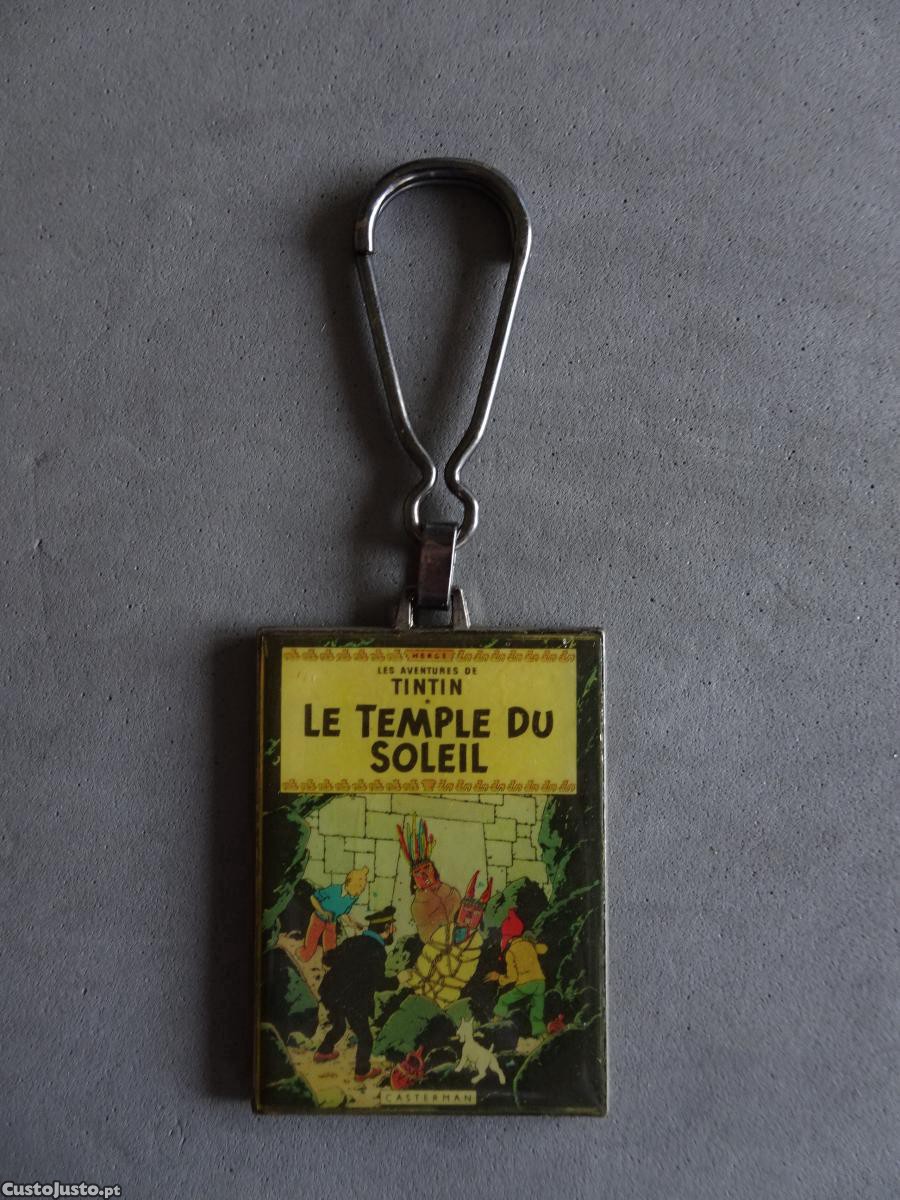 HERGÉ
LES AVENTURES DE
TINTIN
LE TEMPLE DU
SOLEIL
CASTERMAN
CustoJusto.pt